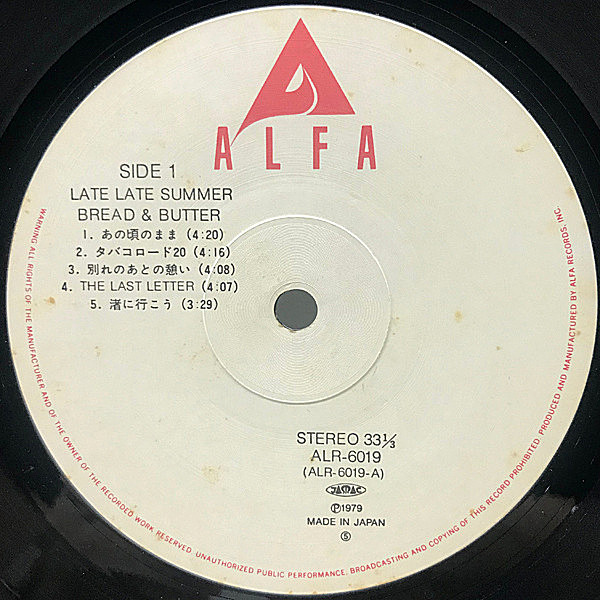 ALFA
SIDE 1
LATE LATE SUMMER
BREAD & BUTTER
1. あの頃のまま (4:20)
2. タバコロード20 (4:16)
3. 別れのあとの憩い (4:08)
4. THE LAST LETTER (4:07)
5. 渚に行こう (3:29)
STEREO 33⅓
ALR-6019
(ALR-6019-A)
JASRAC
Ⓟ1979
MADE IN JAPAN
⑤
WARNING: ALL RIGHTS OF THE MANUFACTURER AND OF THE OWNER OF THE RECORDED WORK RESERVED. UNAUTHORIZED PUBLIC PERFORMANCE, BROADCASTING AND COPYING OF THIS RECORD PROHIBITED. PRODUCED AND MANUFACTURED BY ALFA RECORDS, INC.